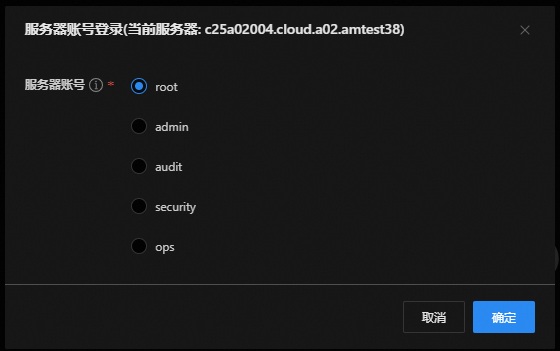 服务器账号登录(当前服务器: c25a02004.cloud.a02.amtest38)
服务器账号 * root
admin
audit
security
ops
取消 确定